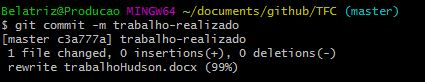 Belatriz@Producao MINGW64 ~/documents/github/TFC (master)
$ git commit -m trabalho-realizado
[master c3a777a] trabalho-realizado
 1 file changed, 0 insertions(+), 0 deletions(-)
 rewrite trabalhoHudson.docx (99%)